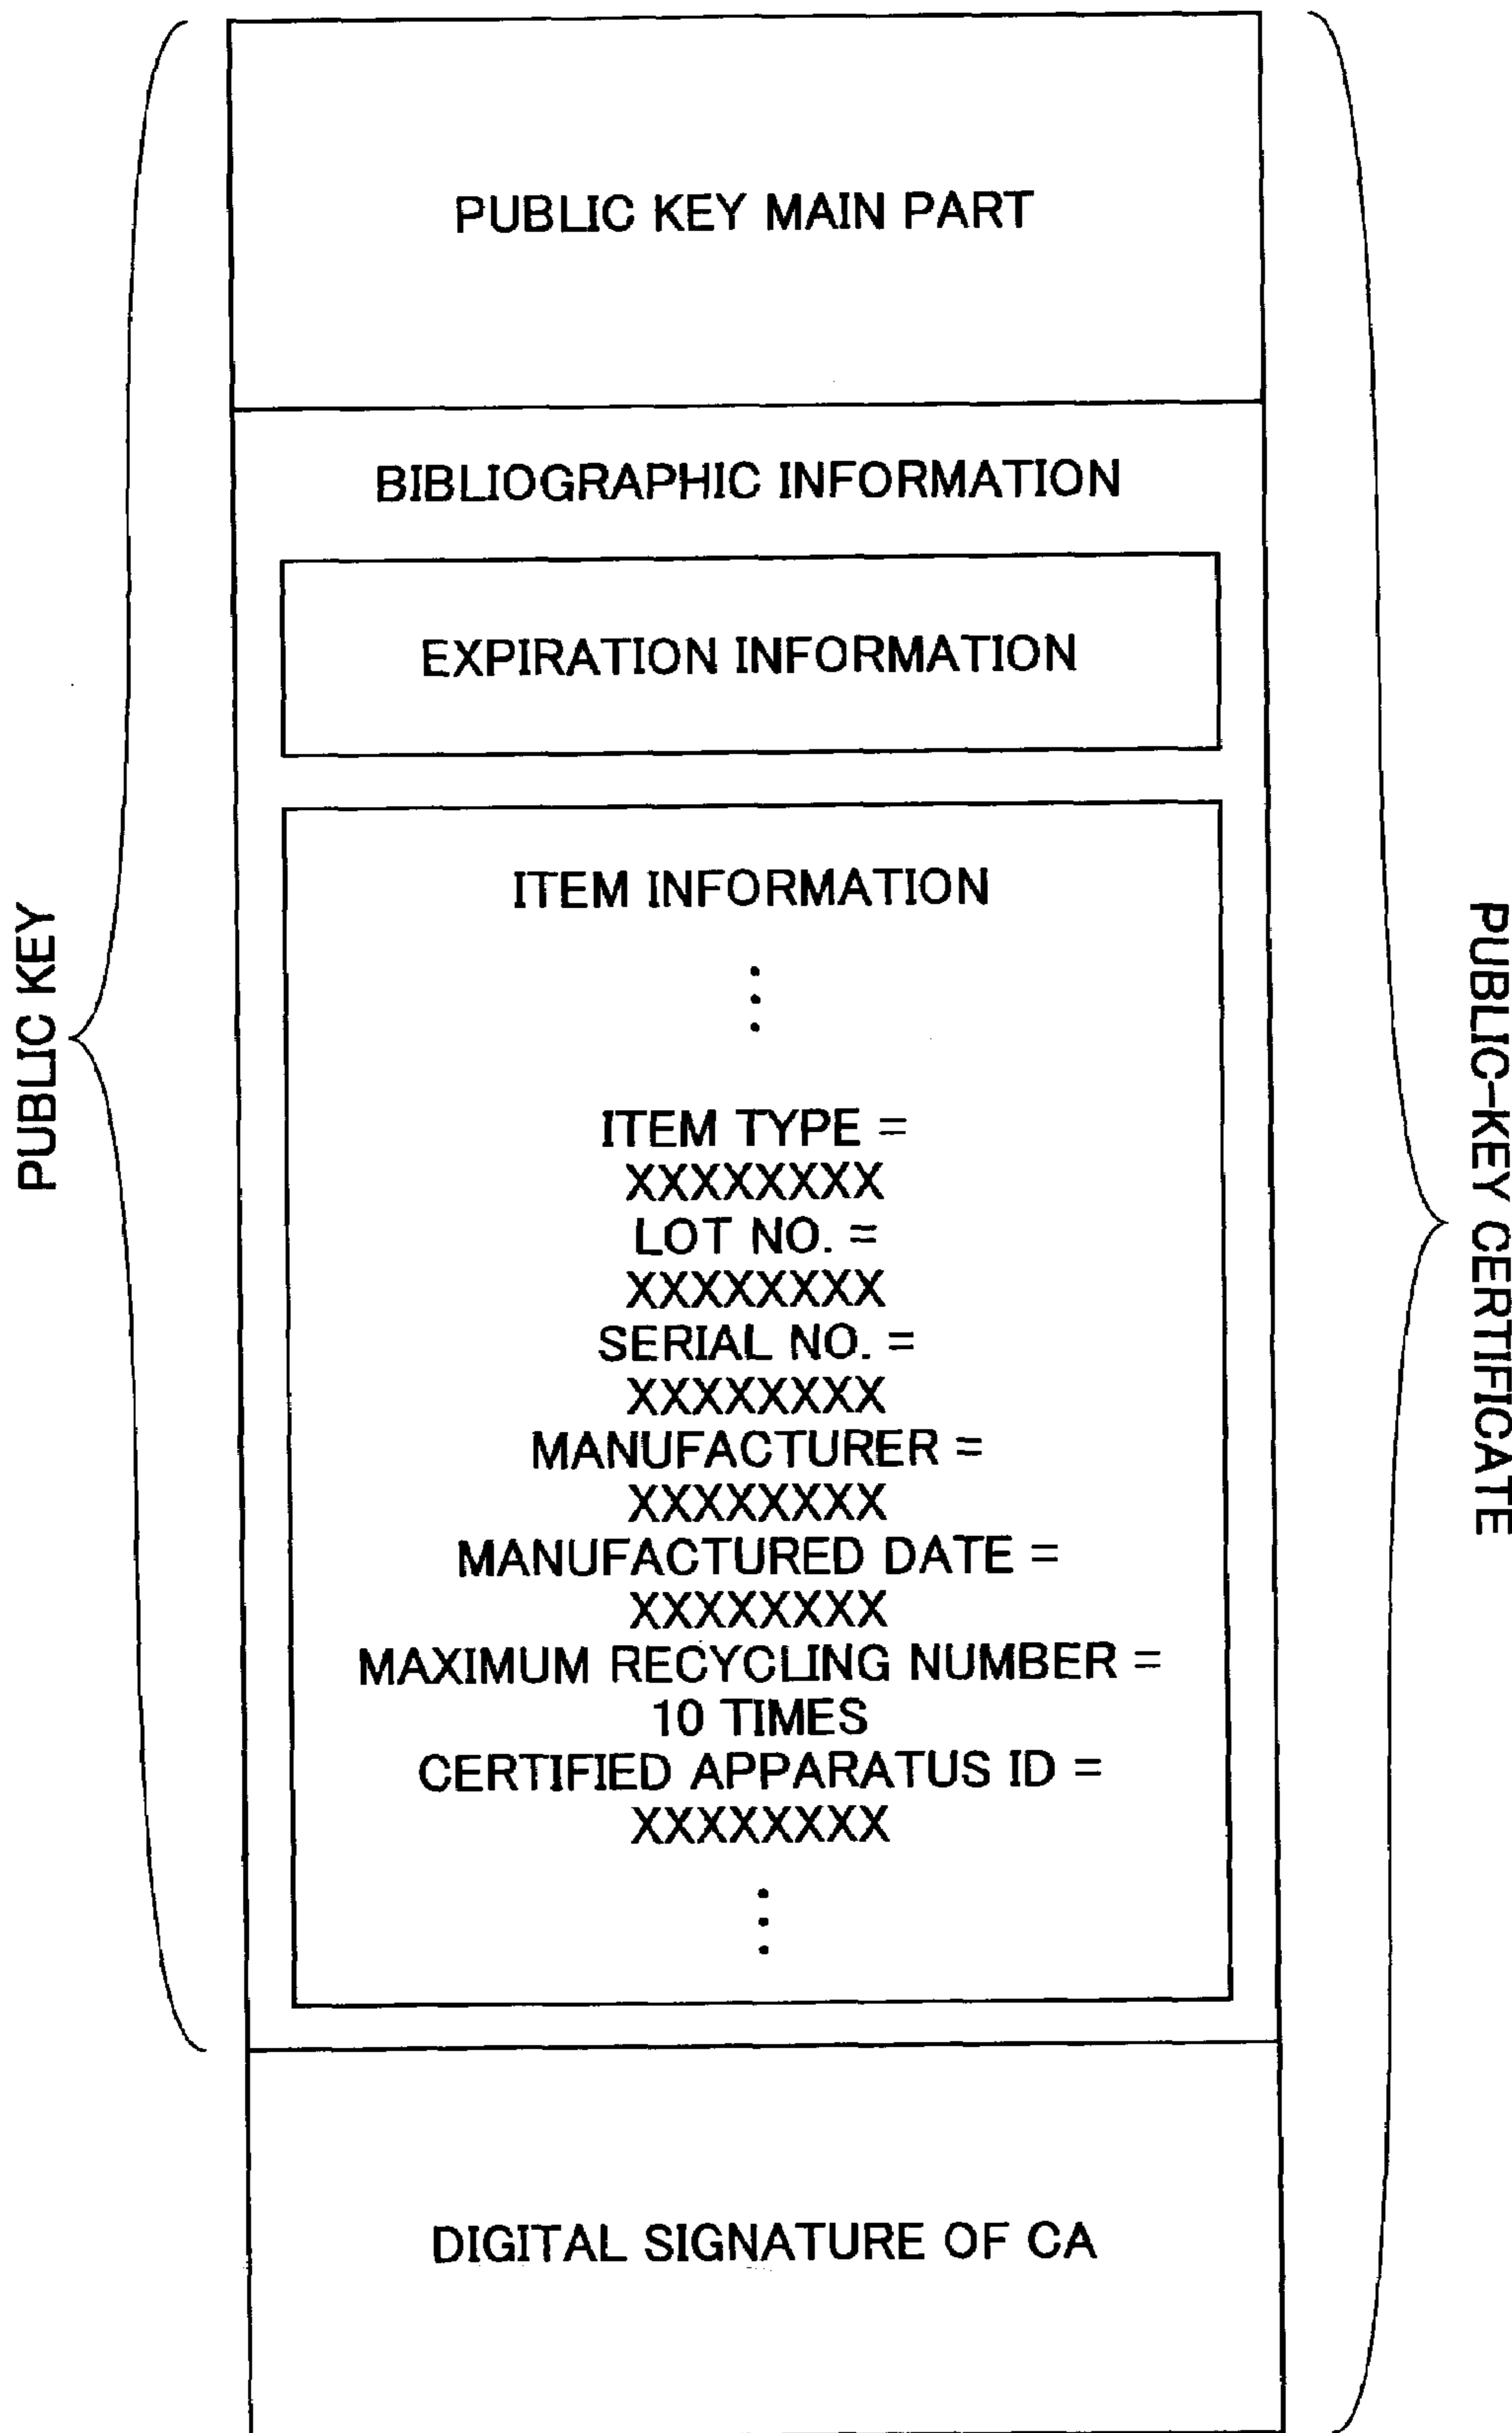 PUBLIC KEY MAIN PART
BIBLIOGRAPHIC INFORMATION
EXPIRATION INFORMATION
ITEM INFORMATION
ITEM TYPE =
XXXXXXXX
LOT NO. =
XXXXXXXX
SERIAL NO. =
XXXXXXXX
MANUFACTURER =
XXXXXXXX
MANUFACTURED DATE =
XXXXXXXX
MAXIMUM RECYCLING NUMBER =
10 TIMES
CERTIFIED APPARATUS ID =
XXXXXXXX
DIGITAL SIGNATURE OF CA
PUBLIC KEY
PUBLIC-KEY CERTIFICATE